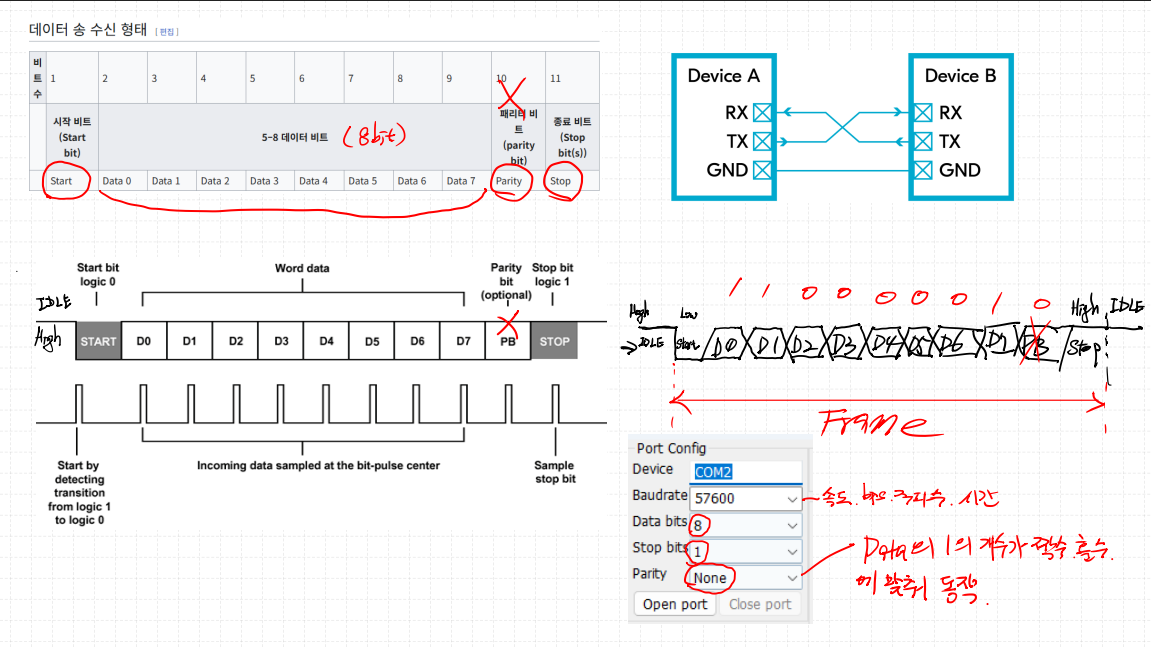 데이터 송 수신 형태 [편집]
비트수 1 2 3 4 5 6 7 8 9 10 11
시작 비트 (Start bit) 5–8 데이터 비트 (8bit) 패리티 비트 (parity bit) 종료 비트 (Stop bit(s))
Start Data 0 Data 1 Data 2 Data 3 Data 4 Data 5 Data 6 Data 7 Parity Stop
Device A Device B
RX RX
TX TX
GND GND
Start bit
logic 0
Word data
Parity
bit
(optional)
Stop bit
logic 1
IDLE
High
START D0 D1 D2 D3 D4 D5 D6 D7 PB STOP
Start by
detecting
transition
from logic 1
to logic 0
Incoming data sampled at the bit-pulse center
Sample
stop bit
1 1 0 0 0 0 0 1 0
High Low High IDLE
IDLE Start D0 D1 D2 D3 D4 D5 D6 D7 PB Stop
Frame
Port Config
Device COM2
Baudrate 57600 속도. bps. 주파수. 시간
Data bits 8
Stop bits 1
Parity None
Data의 1의 개수가 짝수. 홀수.
에 맞춰 동작.
Open port Close port